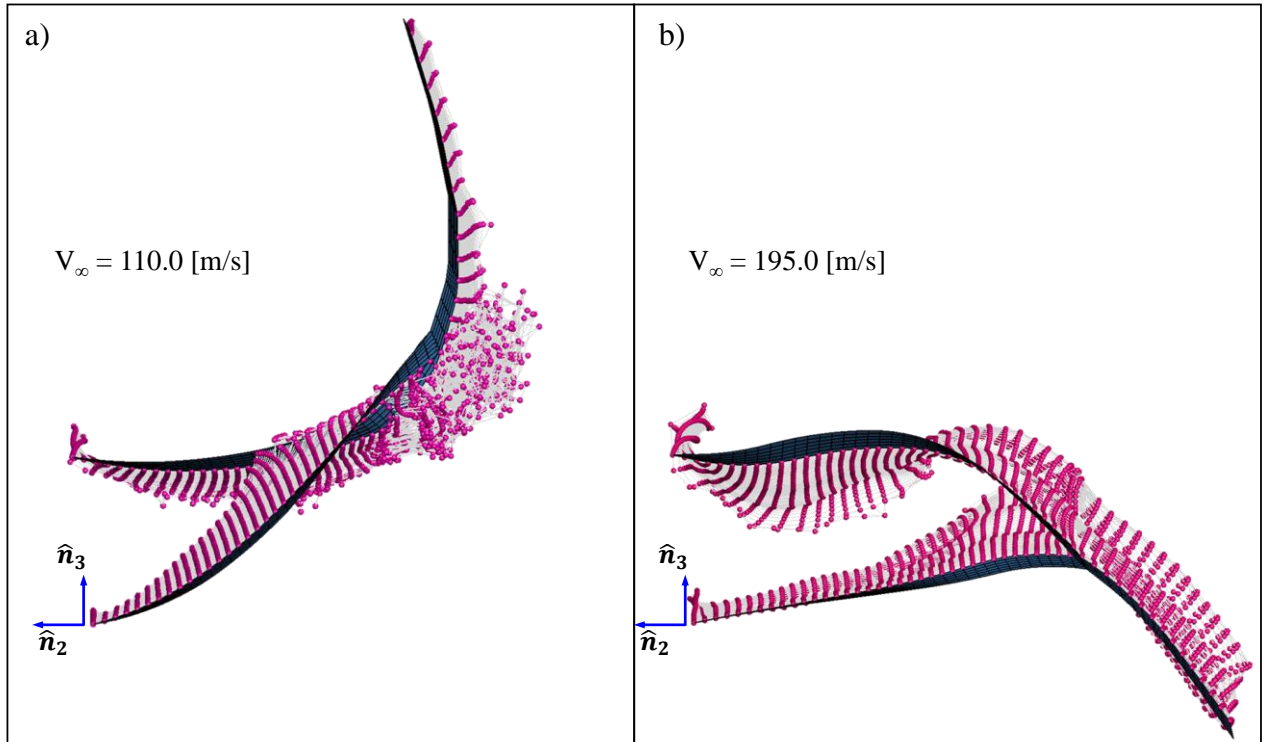 a)
V∞ = 110.0 [m/s]
n̂3
n̂2
b)
V∞ = 195.0 [m/s]
n̂3
n̂2